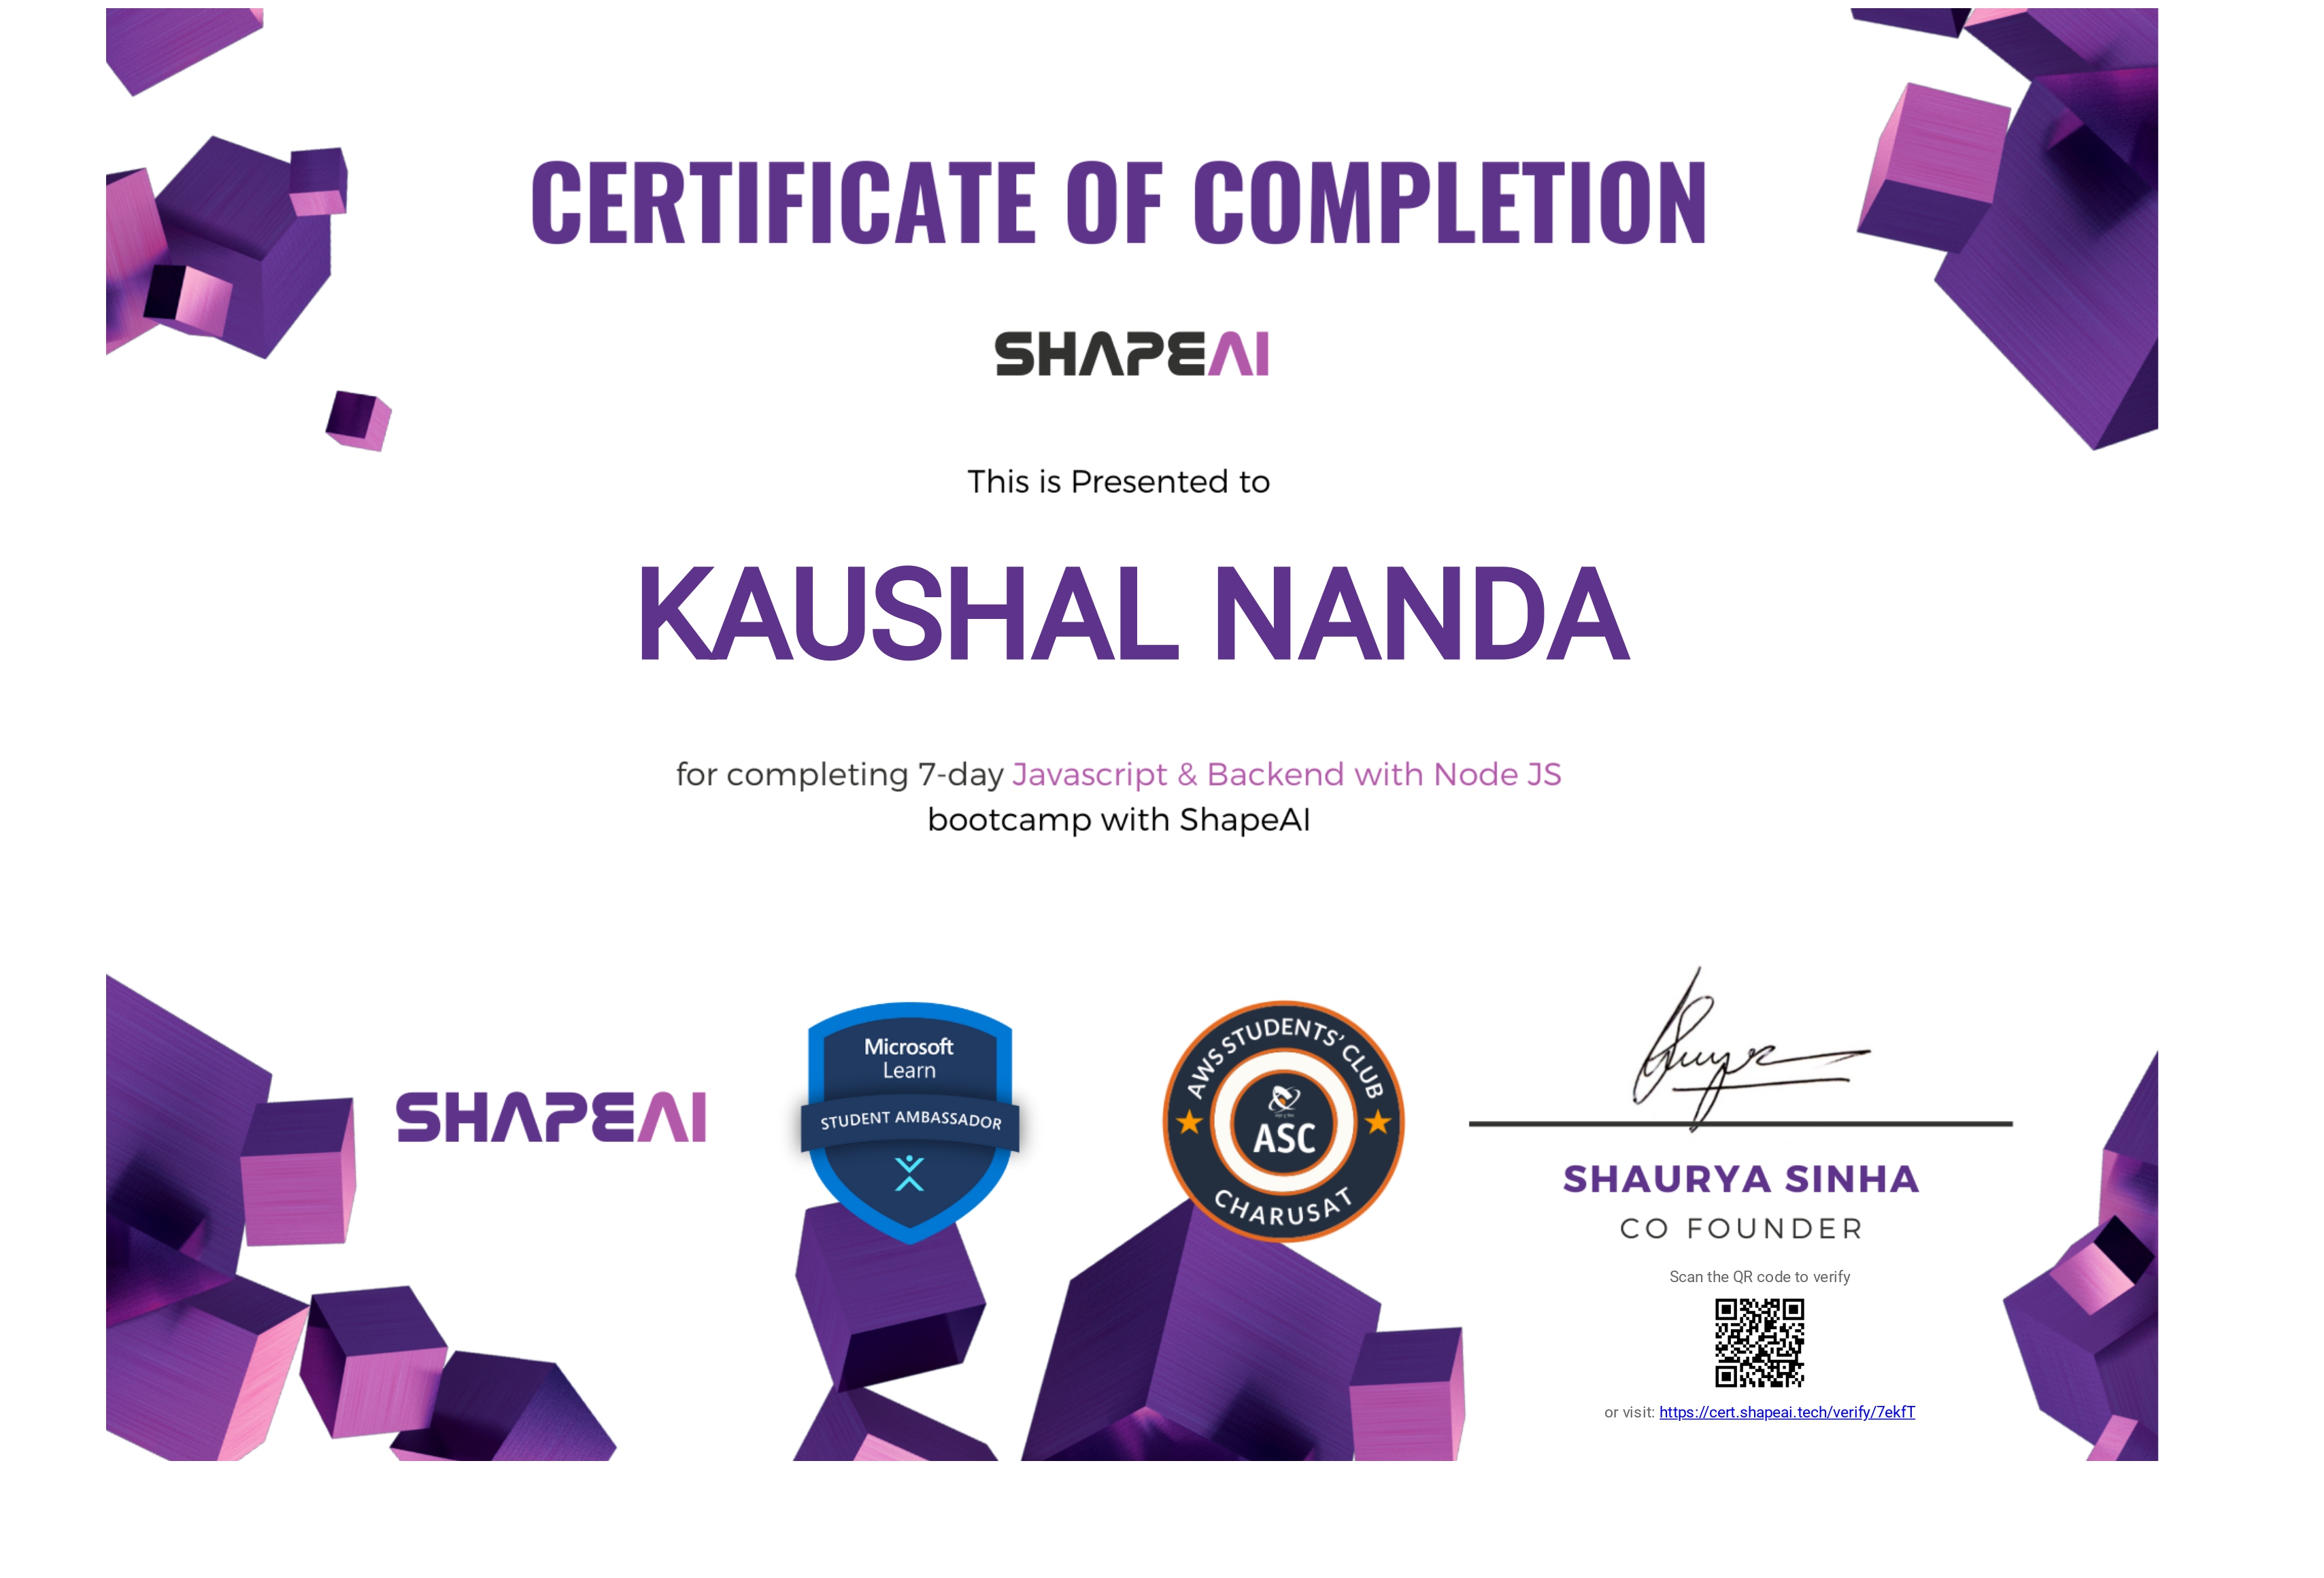 CERTIFICATE OF COMPLETION
SHAPEAI
This is Presented to
KAUSHAL NANDA
for completing 7-day Javascript & Backend with Node JS
bootcamp with ShapeAI
SHAPEAI
Microsoft
Learn
STUDENT AMBASSADOR
AWS STUDENTS' CLUB
ASC
CHARUSAT
SHAURYA SINHA
CO FOUNDER
Scan the QR code to verify
or visit: https://cert.shapeai.tech/verify/7ekfT